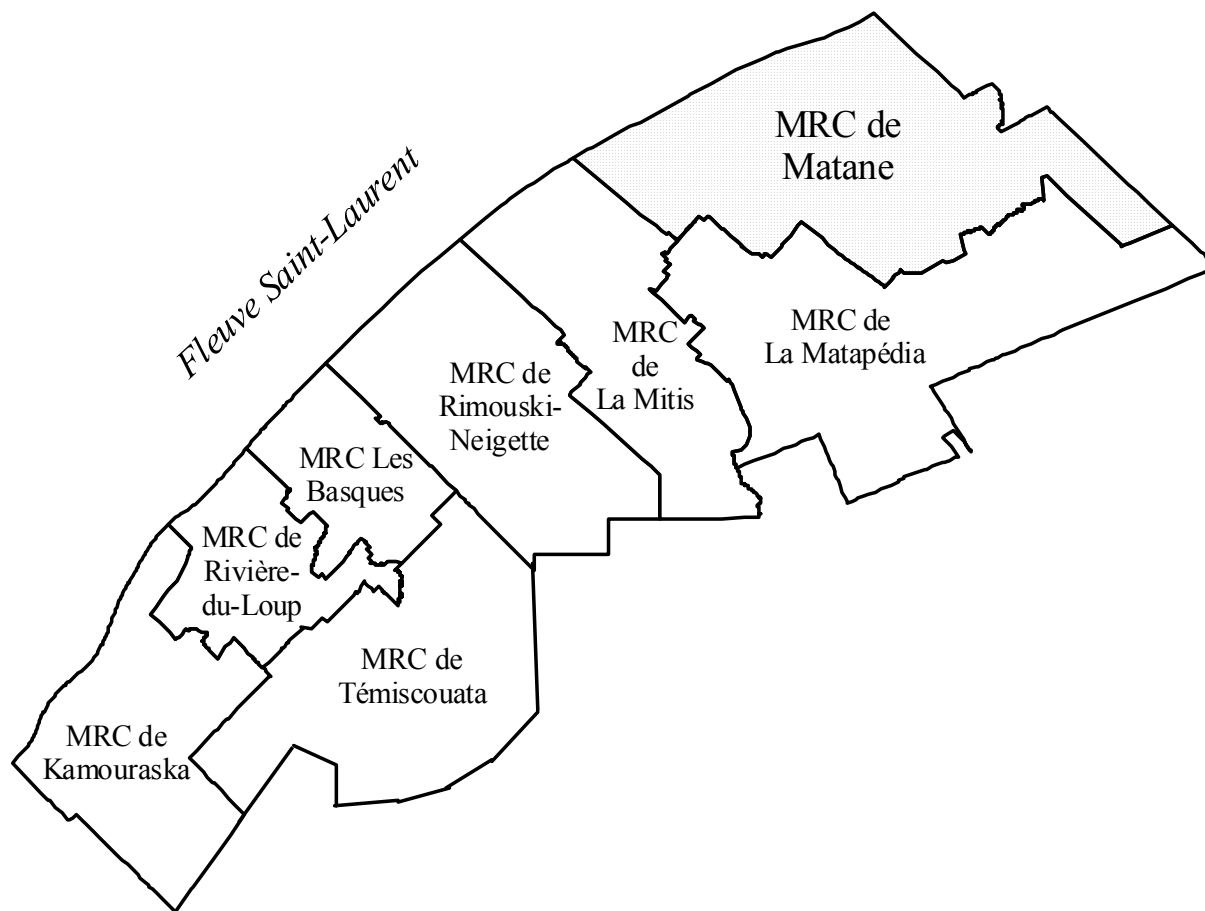 Fleuve Saint-Laurent
MRC de
Matane
MRC de
La Matapédia
MRC
de
La Mitis
MRC de
Rimouski-
Neigette
MRC Les
Basques
MRC de
Rivière-
du-Loup
MRC de
Témiscouata
MRC de
Kamouraska